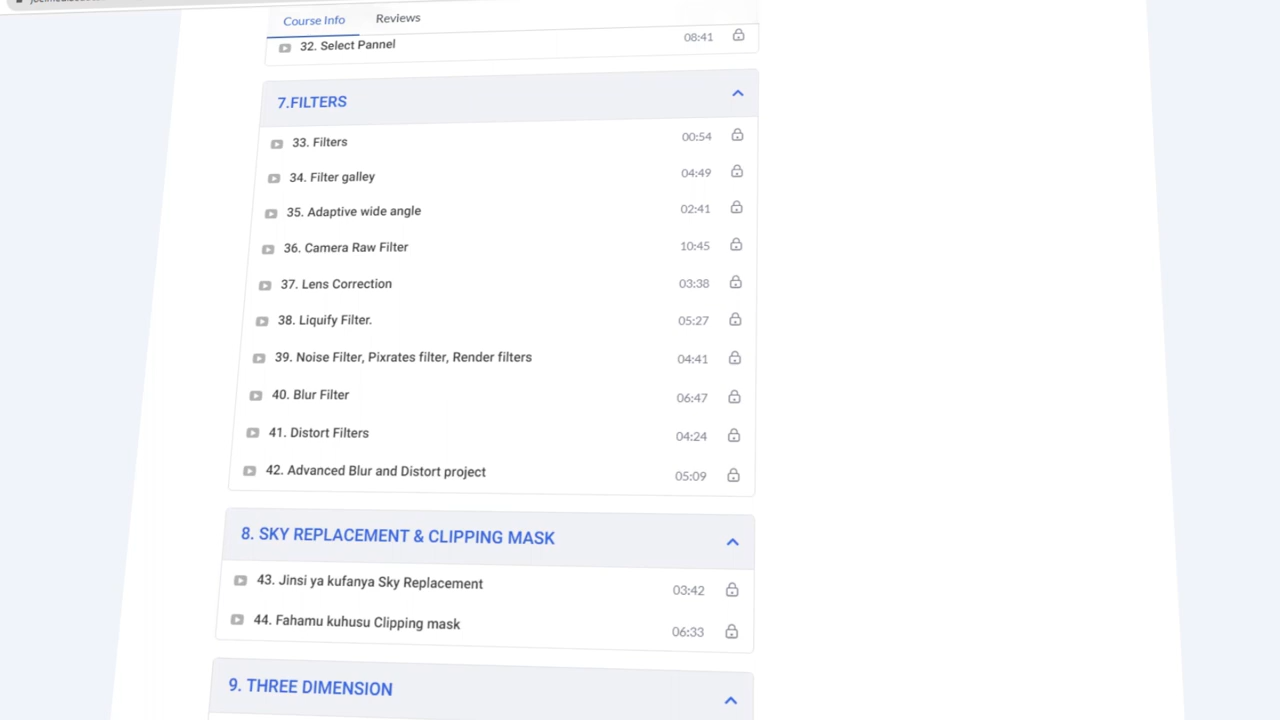 Course Info Reviews
32. Select Pannel 08:41
7.FILTERS
33. Filters 00:54
34. Filter galley 04:49
35. Adaptive wide angle 02:41
36. Camera Raw Filter 10:45
37. Lens Correction 03:38
38. Liquify Filter. 05:27
39. Noise Filter, Pixrates filter, Render filters 04:41
40. Blur Filter 06:47
41. Distort Filters 04:24
42. Advanced Blur and Distort project 05:09
8. SKY REPLACEMENT & CLIPPING MASK
43. Jinsi ya kufanya Sky Replacement 03:42
44. Fahamu kuhusu Clipping mask 06:33
9. THREE DIMENSION